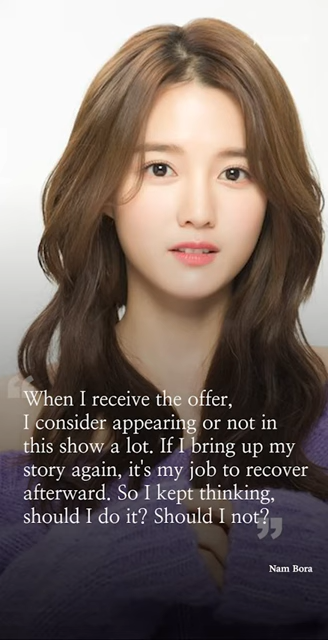 “
When I receive the offer,
I consider appearing or not in
this show a lot. If I bring up my
story again, it's my job to recover
afterward. So I kept thinking,
should I do it? Should I not?
”
Nam Bora